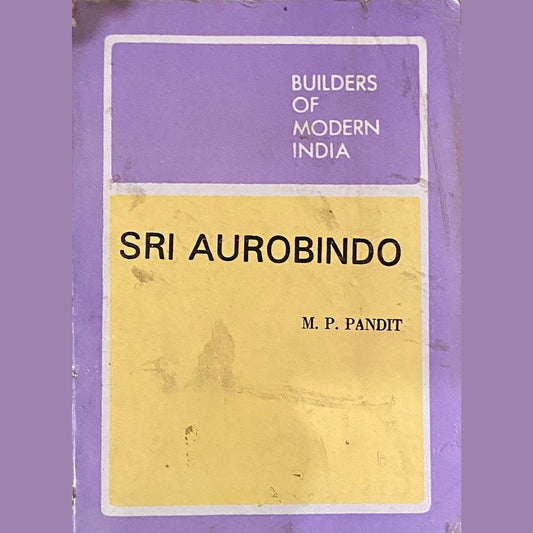 BUILDERS
OF
MODERN
INDIA
SRI AUROBINDO
M. P. PANDIT